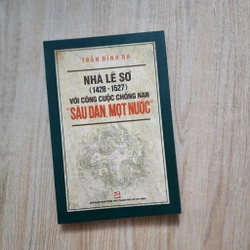 TRẦN ĐÌNH BA
NHÀ LÊ SƠ
(1428 - 1527)
VỚI CÔNG CUỘC CHỐNG NẠN
"SÂU DÂN, MỌT NƯỚC"